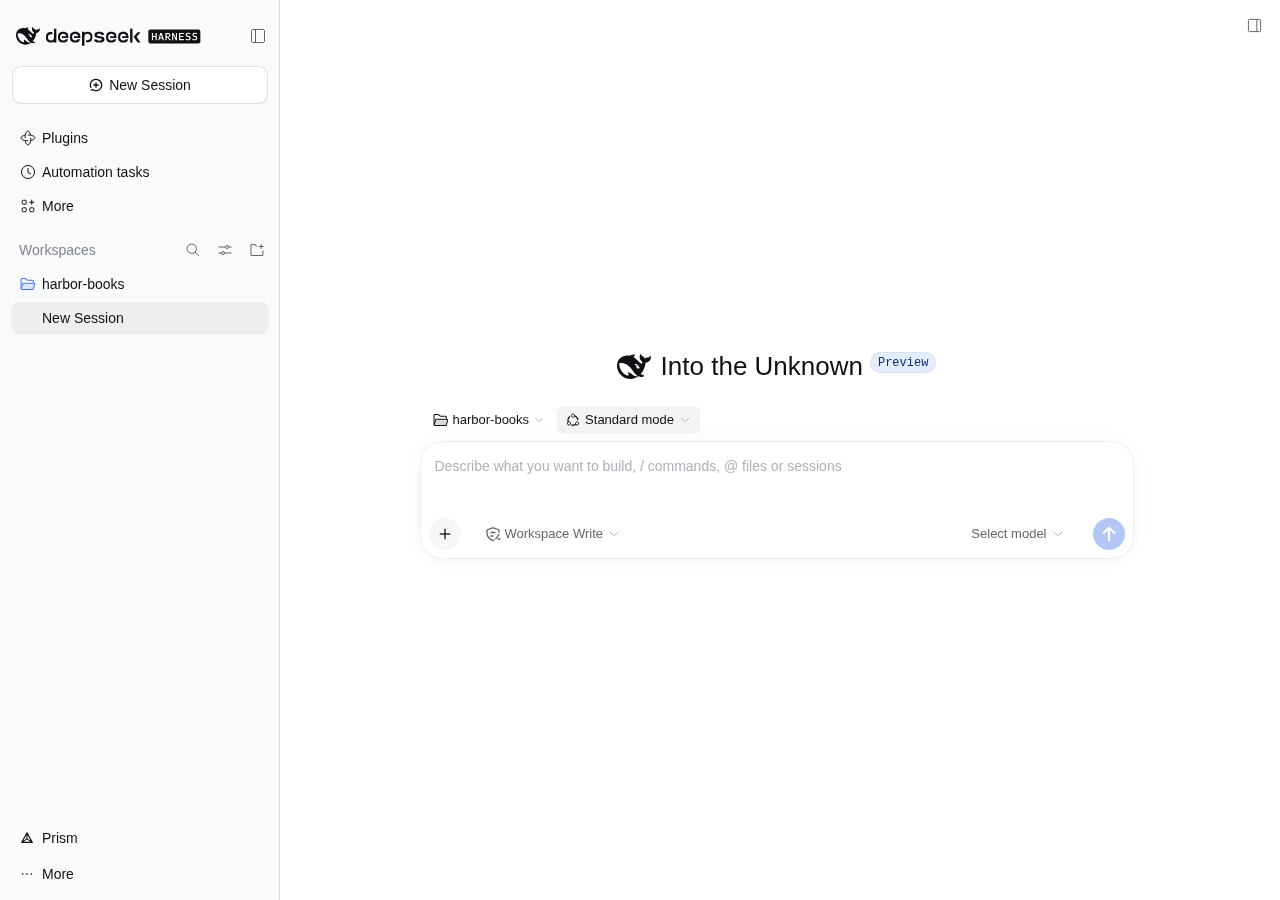 deepseek HARNESS
New Session
Plugins
Automation tasks
More
Workspaces
harbor-books
New Session
Prism
More
Into the Unknown Preview
harbor-books Standard mode
Describe what you want to build, / commands, @ files or sessions
Workspace Write Select model